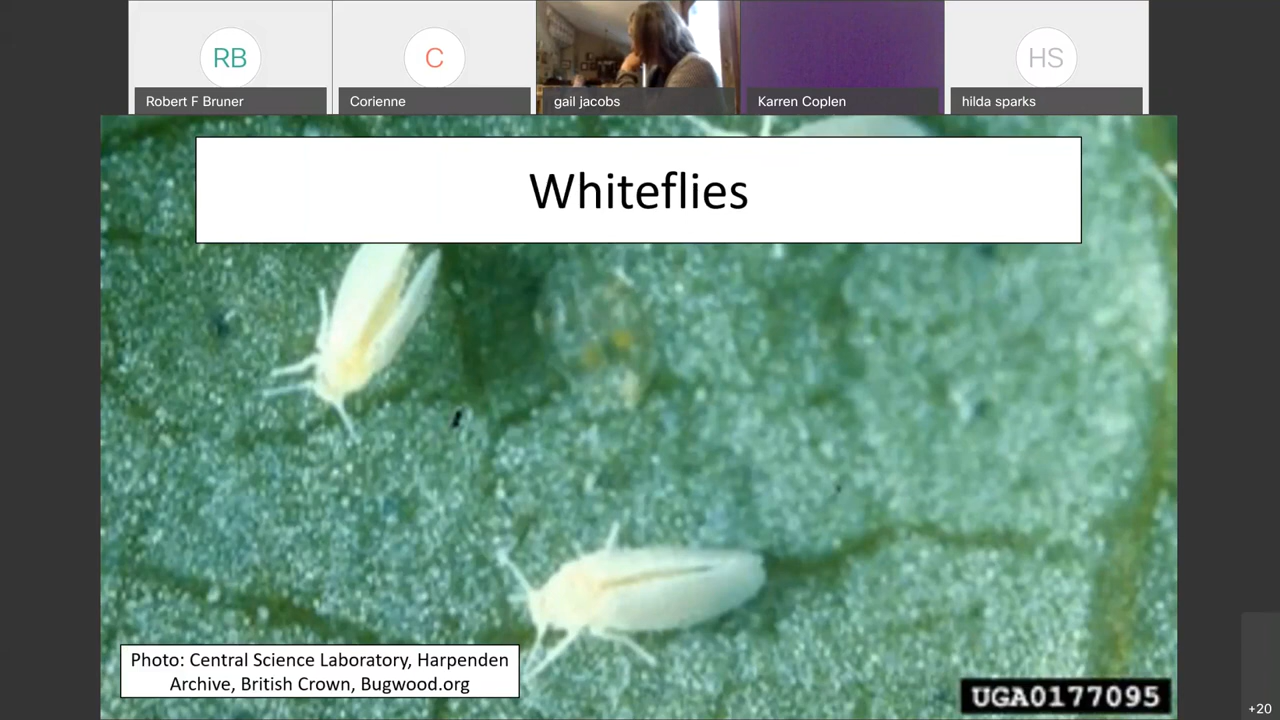 RB
C
HS
Robert F Bruner
Corienne
gail jacobs
Karren Coplen
hilda sparks
Whiteflies
Photo: Central Science Laboratory, Harpenden
Archive, British Crown, Bugwood.org
UGA0177095
+20